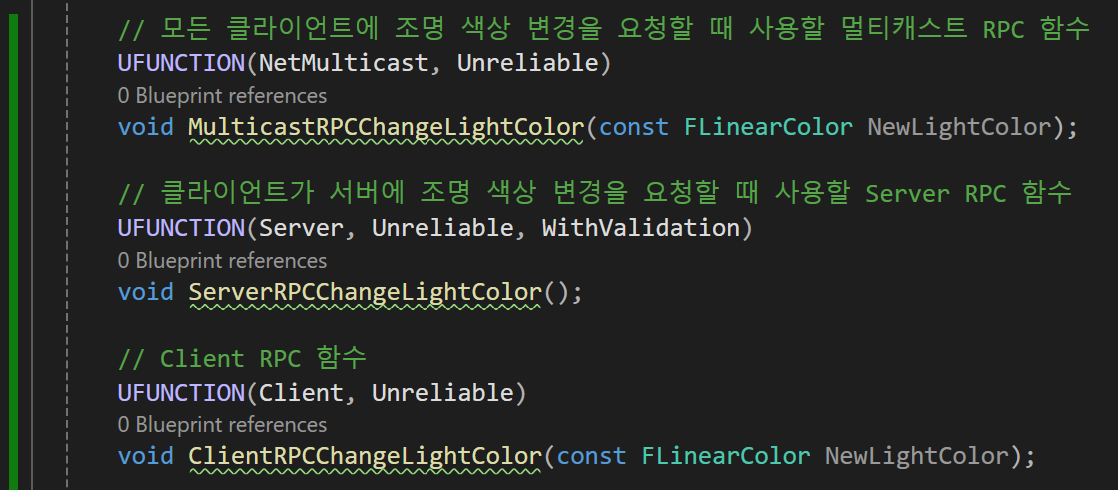 // 모든 클라이언트에 조명 색상 변경을 요청할 때 사용할 멀티캐스트 RPC 함수
UFUNCTION(NetMulticast, Unreliable)
0 Blueprint references
void MulticastRPCChangeLightColor(const FLinearColor NewLightColor);
// 클라이언트가 서버에 조명 색상 변경을 요청할 때 사용할 Server RPC 함수
UFUNCTION(Server, Unreliable, WithValidation)
0 Blueprint references
void ServerRPCChangeLightColor();
// Client RPC 함수
UFUNCTION(Client, Unreliable)
0 Blueprint references
void ClientRPCChangeLightColor(const FLinearColor NewLightColor);